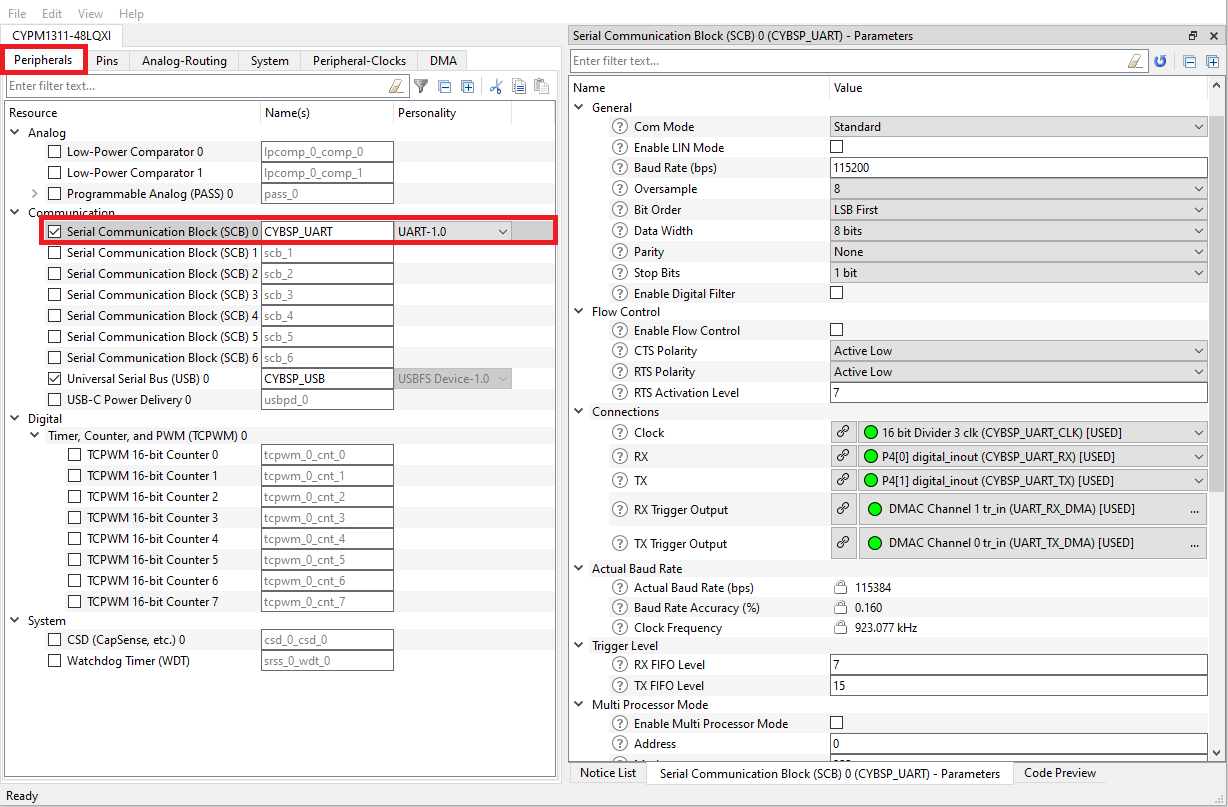 File Edit View Help
CYPM1311-48LQXI
Peripherals Pins Analog-Routing System Peripheral-Clocks DMA
Enter filter text...
Resource Name(s) Personality
Analog
Low-Power Comparator 0 lpcomp_0_comp_0
Low-Power Comparator 1 lpcomp_0_comp_1
Programmable Analog (PASS) 0 pass_0
Communication
Serial Communication Block (SCB) 0 CYBSP_UART UART-1.0
Serial Communication Block (SCB) 1 scb_1
Serial Communication Block (SCB) 2 scb_2
Serial Communication Block (SCB) 3 scb_3
Serial Communication Block (SCB) 4 scb_4
Serial Communication Block (SCB) 5 scb_5
Serial Communication Block (SCB) 6 scb_6
Universal Serial Bus (USB) 0 CYBSP_USB USBFS Device-1.0
USB-C Power Delivery 0 usbpd_0
Digital
Timer, Counter, and PWM (TCPWM) 0
TCPWM 16-bit Counter 0 tcpwm_0_cnt_0
TCPWM 16-bit Counter 1 tcpwm_0_cnt_1
TCPWM 16-bit Counter 2 tcpwm_0_cnt_2
TCPWM 16-bit Counter 3 tcpwm_0_cnt_3
TCPWM 16-bit Counter 4 tcpwm_0_cnt_4
TCPWM 16-bit Counter 5 tcpwm_0_cnt_5
TCPWM 16-bit Counter 6 tcpwm_0_cnt_6
TCPWM 16-bit Counter 7 tcpwm_0_cnt_7
System
CSD (CapSense, etc.) 0 csd_0_csd_0
Watchdog Timer (WDT) srss_0_wdt_0
Serial Communication Block (SCB) 0 (CYBSP_UART) - Parameters
Enter filter text...
Name Value
General
Com Mode Standard
Enable LIN Mode
Baud Rate (bps) 115200
Oversample 8
Bit Order LSB First
Data Width 8 bits
Parity None
Stop Bits 1 bit
Enable Digital Filter
Flow Control
Enable Flow Control
CTS Polarity Active Low
RTS Polarity Active Low
RTS Activation Level 7
Connections
Clock 16 bit Divider 3 clk (CYBSP_UART_CLK) [USED]
RX P4[0] digital_inout (CYBSP_UART_RX) [USED]
TX P4[1] digital_inout (CYBSP_UART_TX) [USED]
RX Trigger Output DMAC Channel 1 tr_in (UART_RX_DMA) [USED] ...
TX Trigger Output DMAC Channel 0 tr_in (UART_TX_DMA) [USED] ...
Actual Baud Rate
Actual Baud Rate (bps) 115384
Baud Rate Accuracy (%) 0.160
Clock Frequency 923.077 kHz
Trigger Level
RX FIFO Level 7
TX FIFO Level 15
Multi Processor Mode
Enable Multi Processor Mode
Address 0
Notice List Serial Communication Block (SCB) 0 (CYBSP_UART) - Parameters Code Preview
Ready